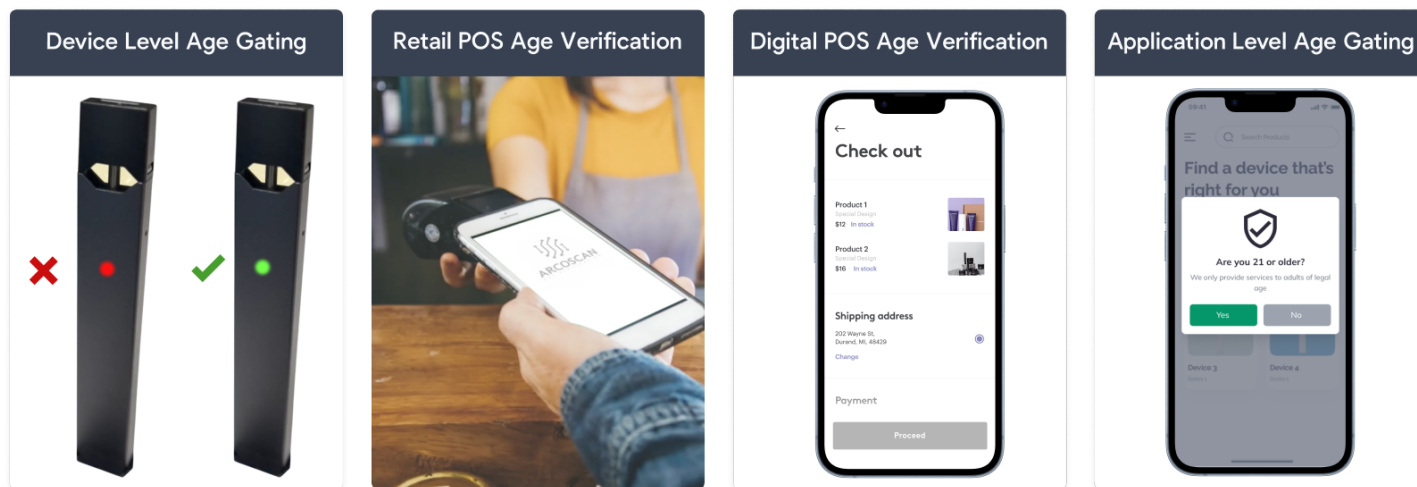 Device Level Age Gating
Retail POS Age Verification
ARCOSCAN
Digital POS Age Verification
Check out
Product 1
Special Design
$12 In stock
Product 2
Special Design
$16 In stock
Shipping address
202 Wayne St,
Durand, MI, 48429
Change
Payment
Proceed
Application Level Age Gating
09:41
Search Products
Find a device that's
right for you
Are you 21 or older?
We only provide services to adults of legal
age
Yes
No
Device 3
Device 4